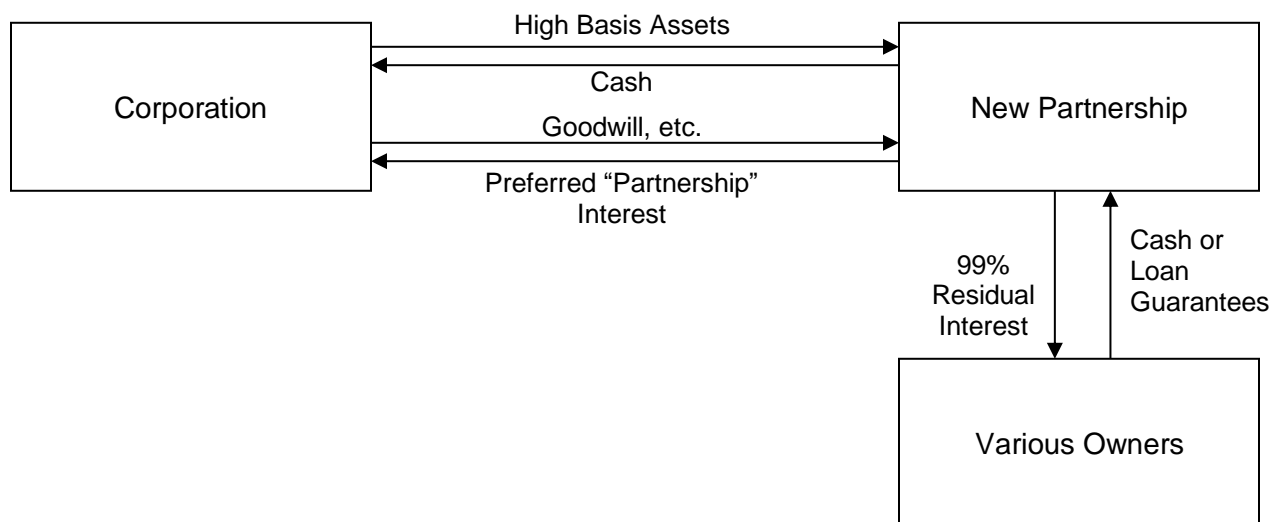 High Basis Assets
Corporation
Cash
New Partnership
Goodwill, etc.
Preferred “Partnership”
Interest
99%
Residual
Interest
Cash or
Loan
Guarantees
Various Owners